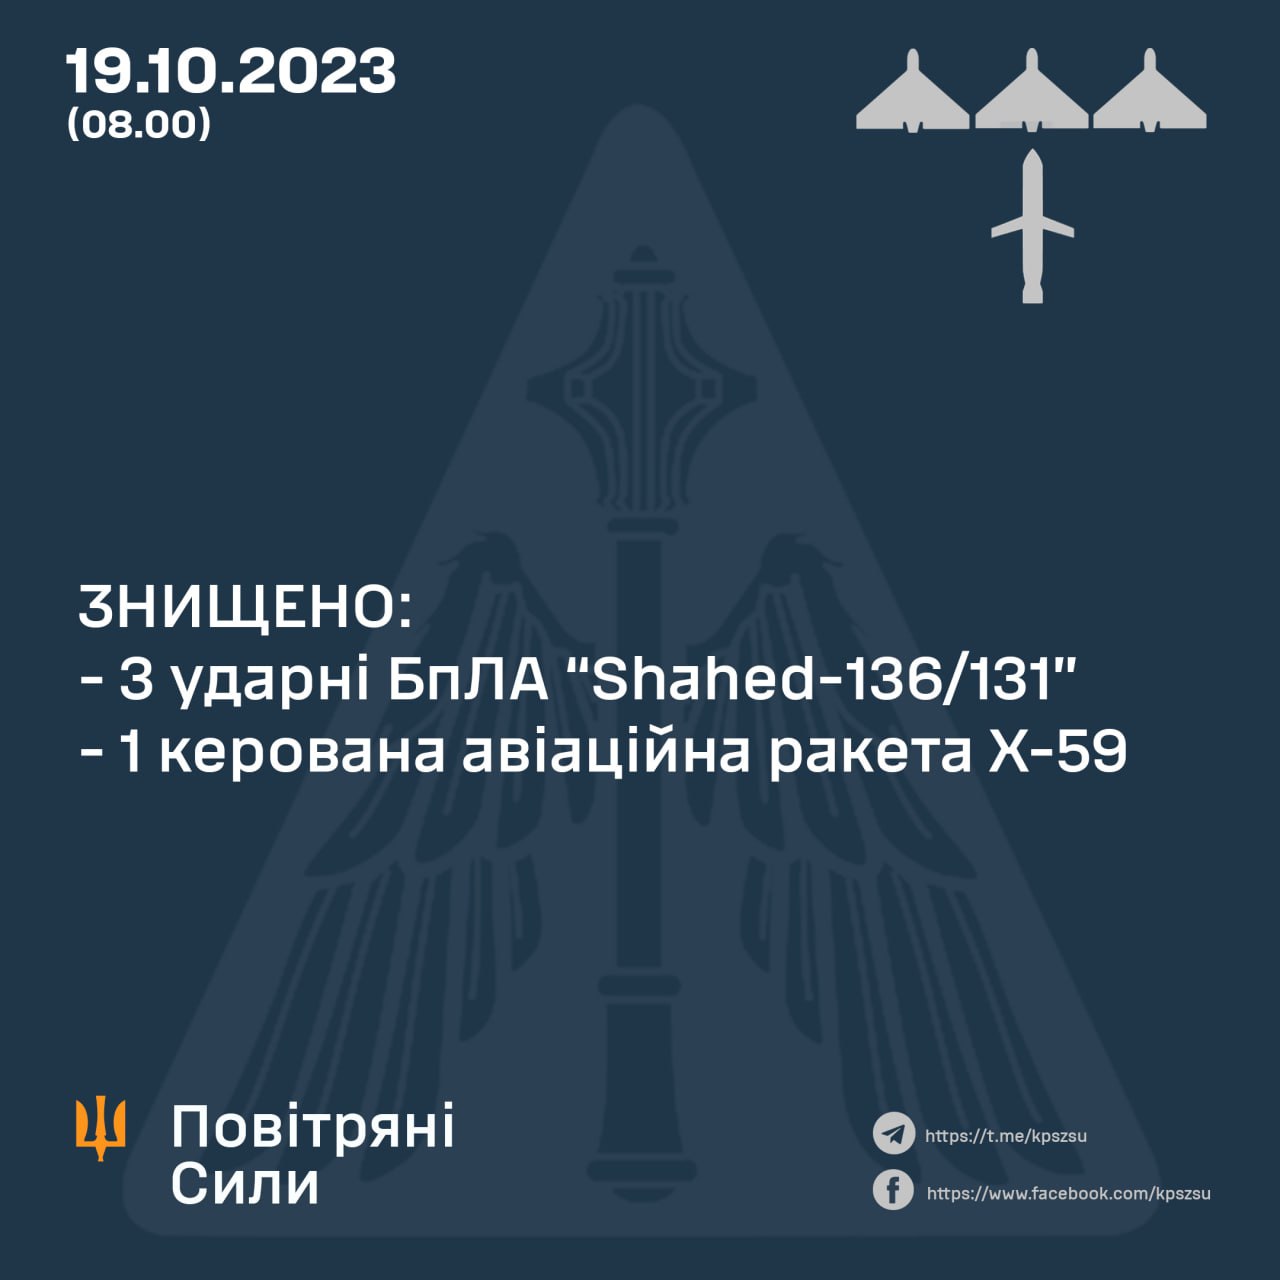 19.10.2023
(08.00)
ЗНИЩЕНО:
- 3 ударні БпЛА “Shahed-136/131”
- 1 керована авіаційна ракета Х-59
Повітряні
Сили
https://t.me/kpszsu
https://www.facebook.com/kpszsu